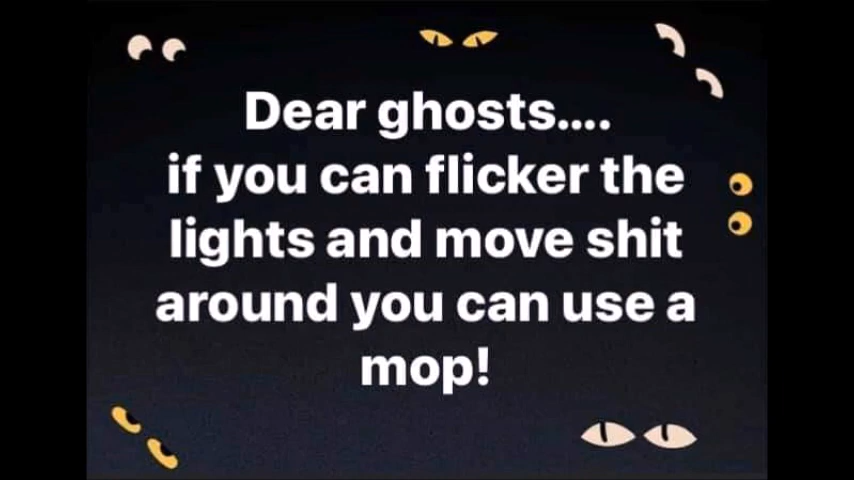 Dear ghosts....
if you can flicker the
lights and move shit
around you can use a
mop!